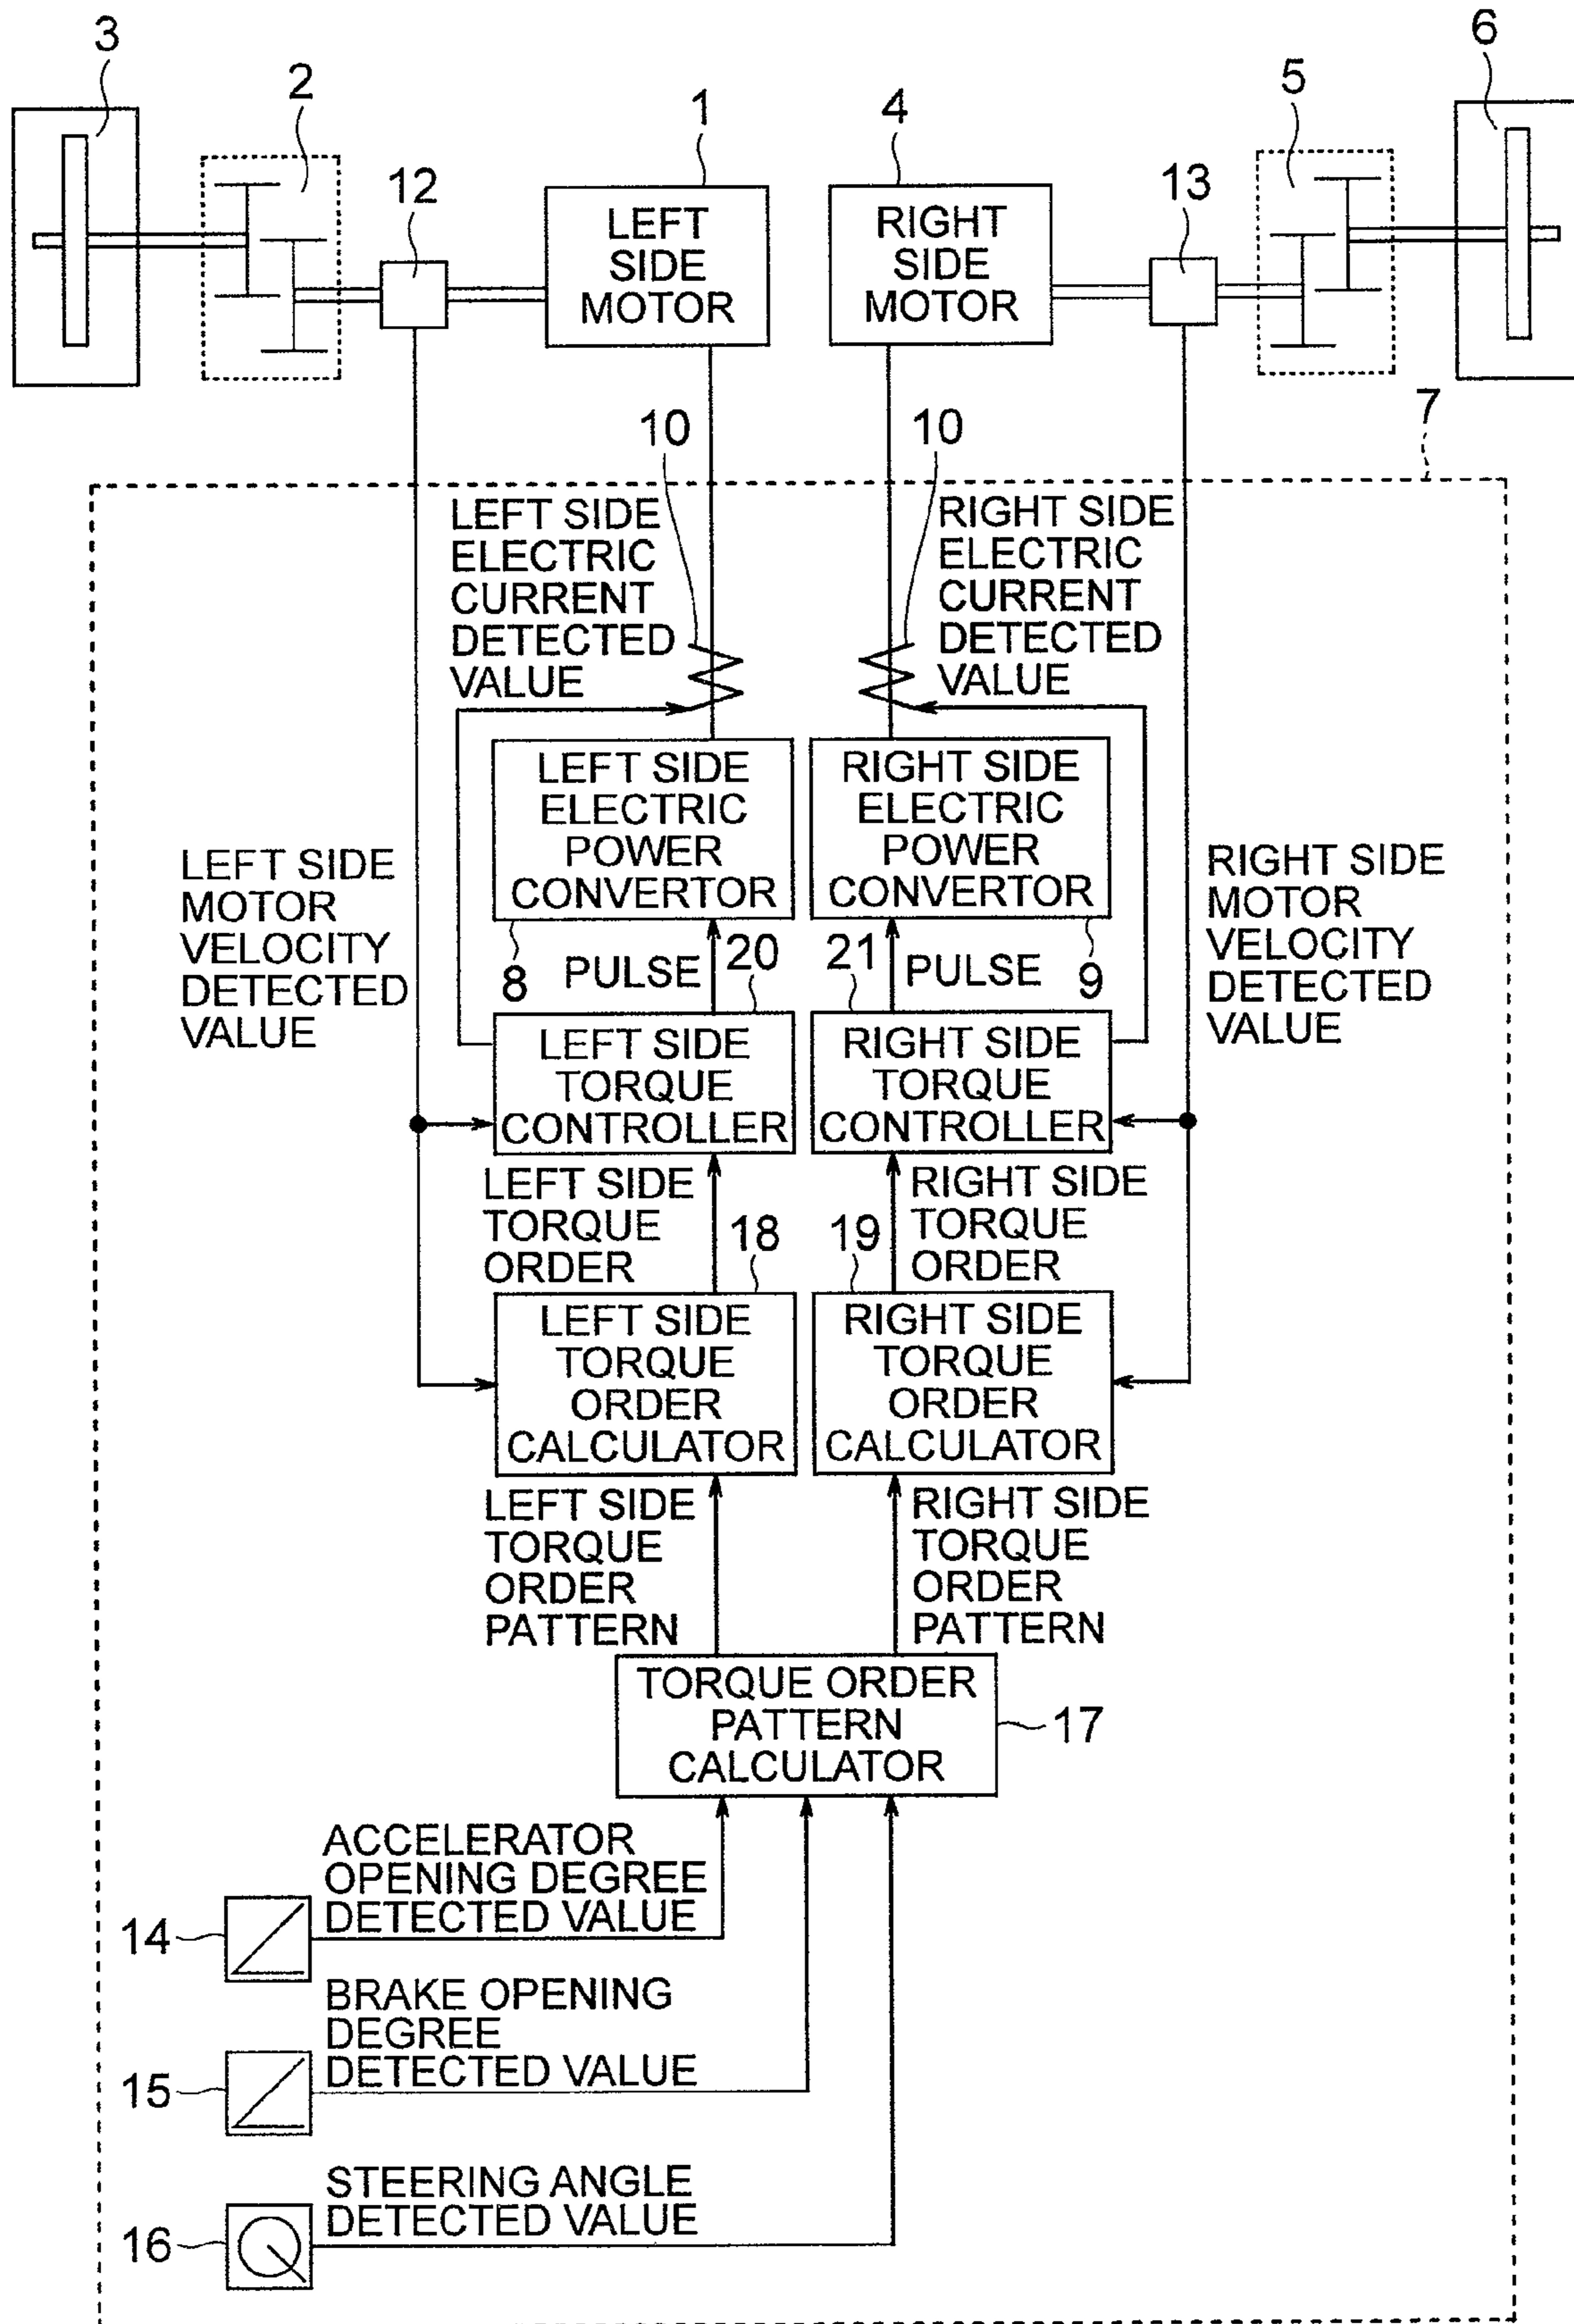 3
6
2
5
1
4
12
13
LEFT
SIDE
MOTOR
RIGHT
SIDE
MOTOR
7
10
10
LEFT SIDE
ELECTRIC
CURRENT
DETECTED
VALUE
RIGHT SIDE
ELECTRIC
CURRENT
DETECTED
VALUE
LEFT SIDE
ELECTRIC
POWER
CONVERTOR
RIGHT SIDE
ELECTRIC
POWER
CONVERTOR
LEFT SIDE
MOTOR
VELOCITY
DETECTED
VALUE
RIGHT SIDE
MOTOR
VELOCITY
DETECTED
VALUE
8
PULSE
20
21
PULSE
9
LEFT SIDE
TORQUE
CONTROLLER
RIGHT SIDE
TORQUE
CONTROLLER
LEFT SIDE
TORQUE
ORDER
18
19
RIGHT SIDE
TORQUE
ORDER
LEFT SIDE
TORQUE
ORDER
CALCULATOR
RIGHT SIDE
TORQUE
ORDER
CALCULATOR
LEFT SIDE
TORQUE
ORDER
PATTERN
RIGHT SIDE
TORQUE
ORDER
PATTERN
TORQUE ORDER
PATTERN
CALCULATOR
17
ACCELERATOR
OPENING DEGREE
DETECTED VALUE
14
BRAKE OPENING
DEGREE
DETECTED VALUE
15
STEERING ANGLE
DETECTED VALUE
16